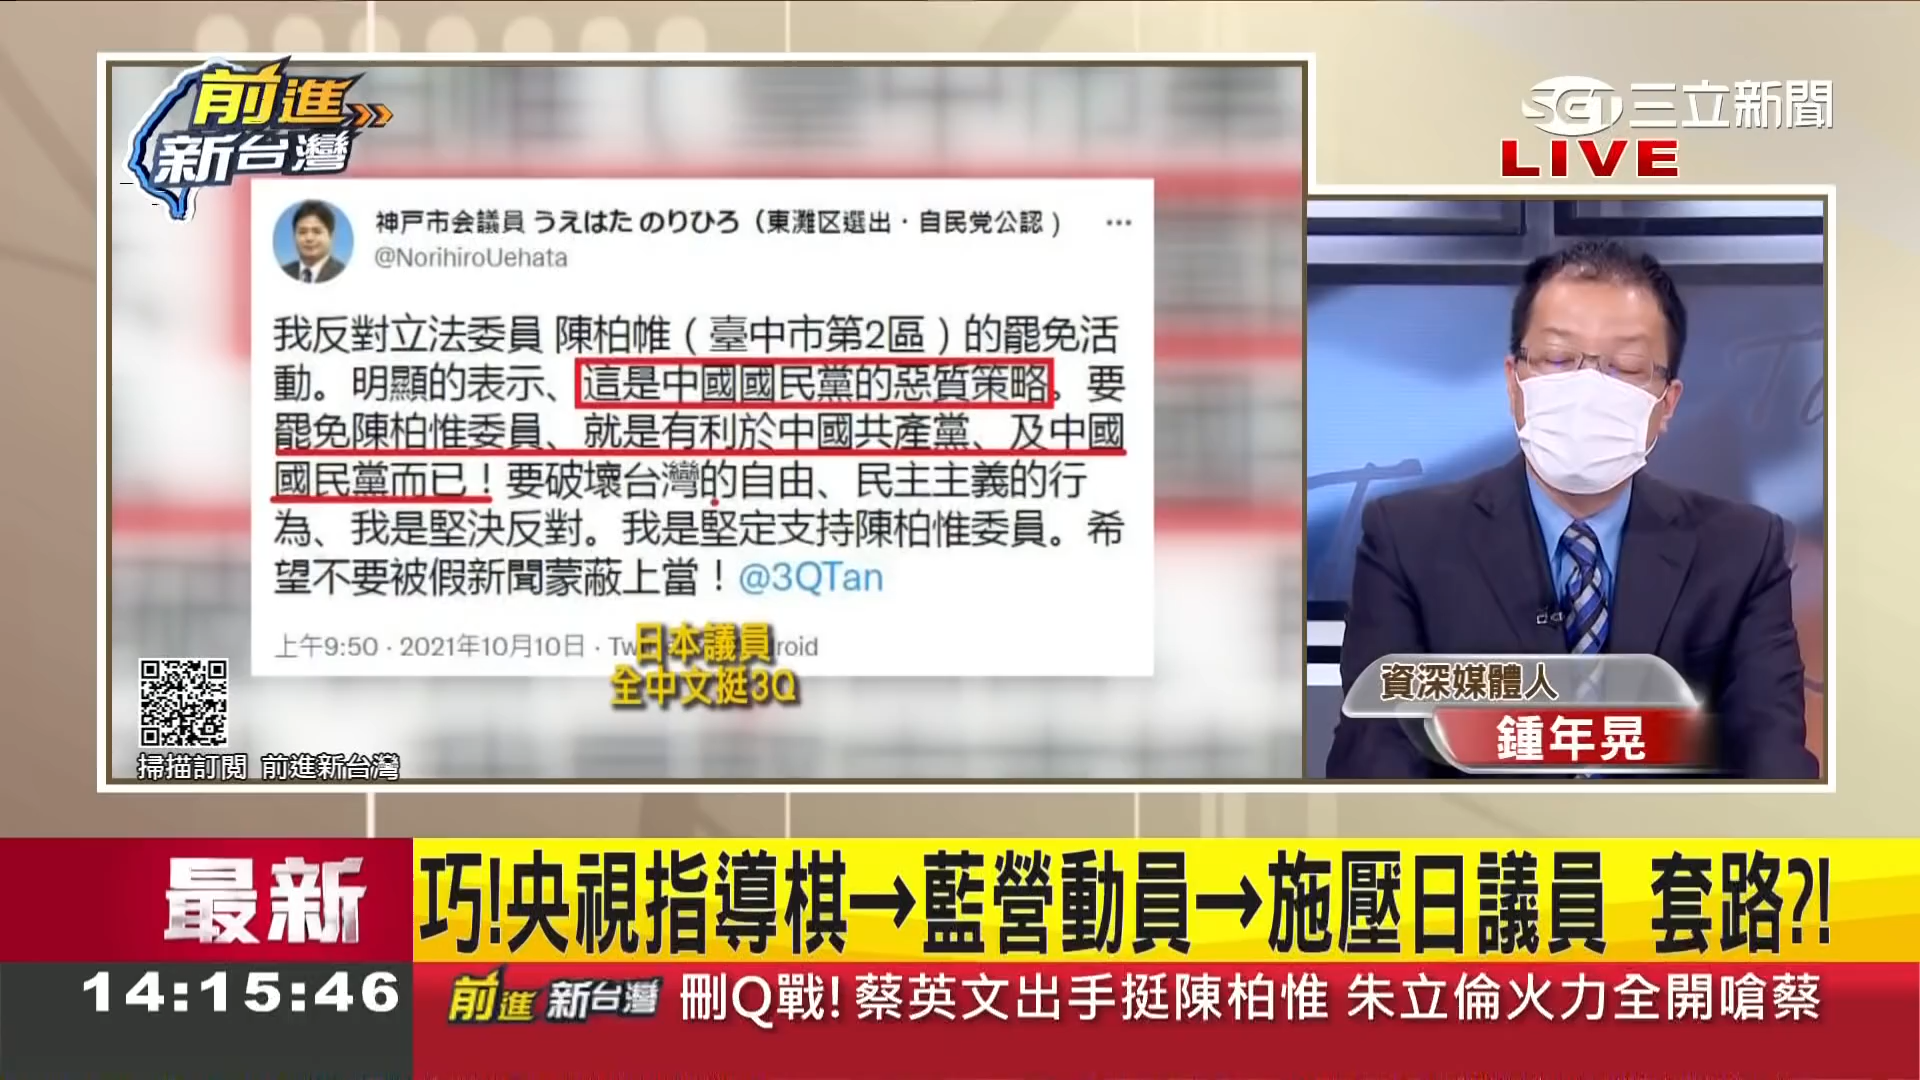 前進
新台灣
SET三立新聞
LIVE
神戸市会議員 うえはた のりひろ（東灘区選出・自民党公認）
@NorihiroUehata
我反對立法委員 陳柏惟（臺中市第2區）的罷免活
動。明顯的表示、這是中國國民黨的惡質策略。要
罷免陳柏惟委員、就是有利於中國共產黨、及中國
國民黨而已！要破壞台灣的自由、民主主義的行
為、我是堅決反對。我是堅定支持陳柏惟委員。希
望不要被假新聞蒙蔽上當！@3QTan
上午9:50 · 2021年10月10日 · Tw roid
日本議員
全中文挺3Q
掃描訂閱 前進新台灣
資深媒體人
鍾年晃
最新
巧!央視指導棋→藍營動員→施壓日議員 套路?!
14:15:46
前進新台灣 刪Q戰!蔡英文出手挺陳柏惟 朱立倫火力全開嗆蔡